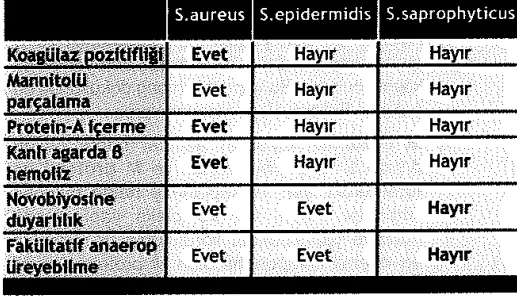 S.aureus S.epidermidis S.saprophyticus
Koagülaz pozitifliği Evet Hayır Hayır
Mannitolü
parçalama Evet Hayır Hayır
Protein-A içerme Evet Hayır Hayır
Kanlı agarda β
hemoliz Evet Hayır Hayır
Novobiyosine
duyarlılık Evet Evet Hayır
Fakültatif anaerop
üreyebilme Evet Evet Hayır